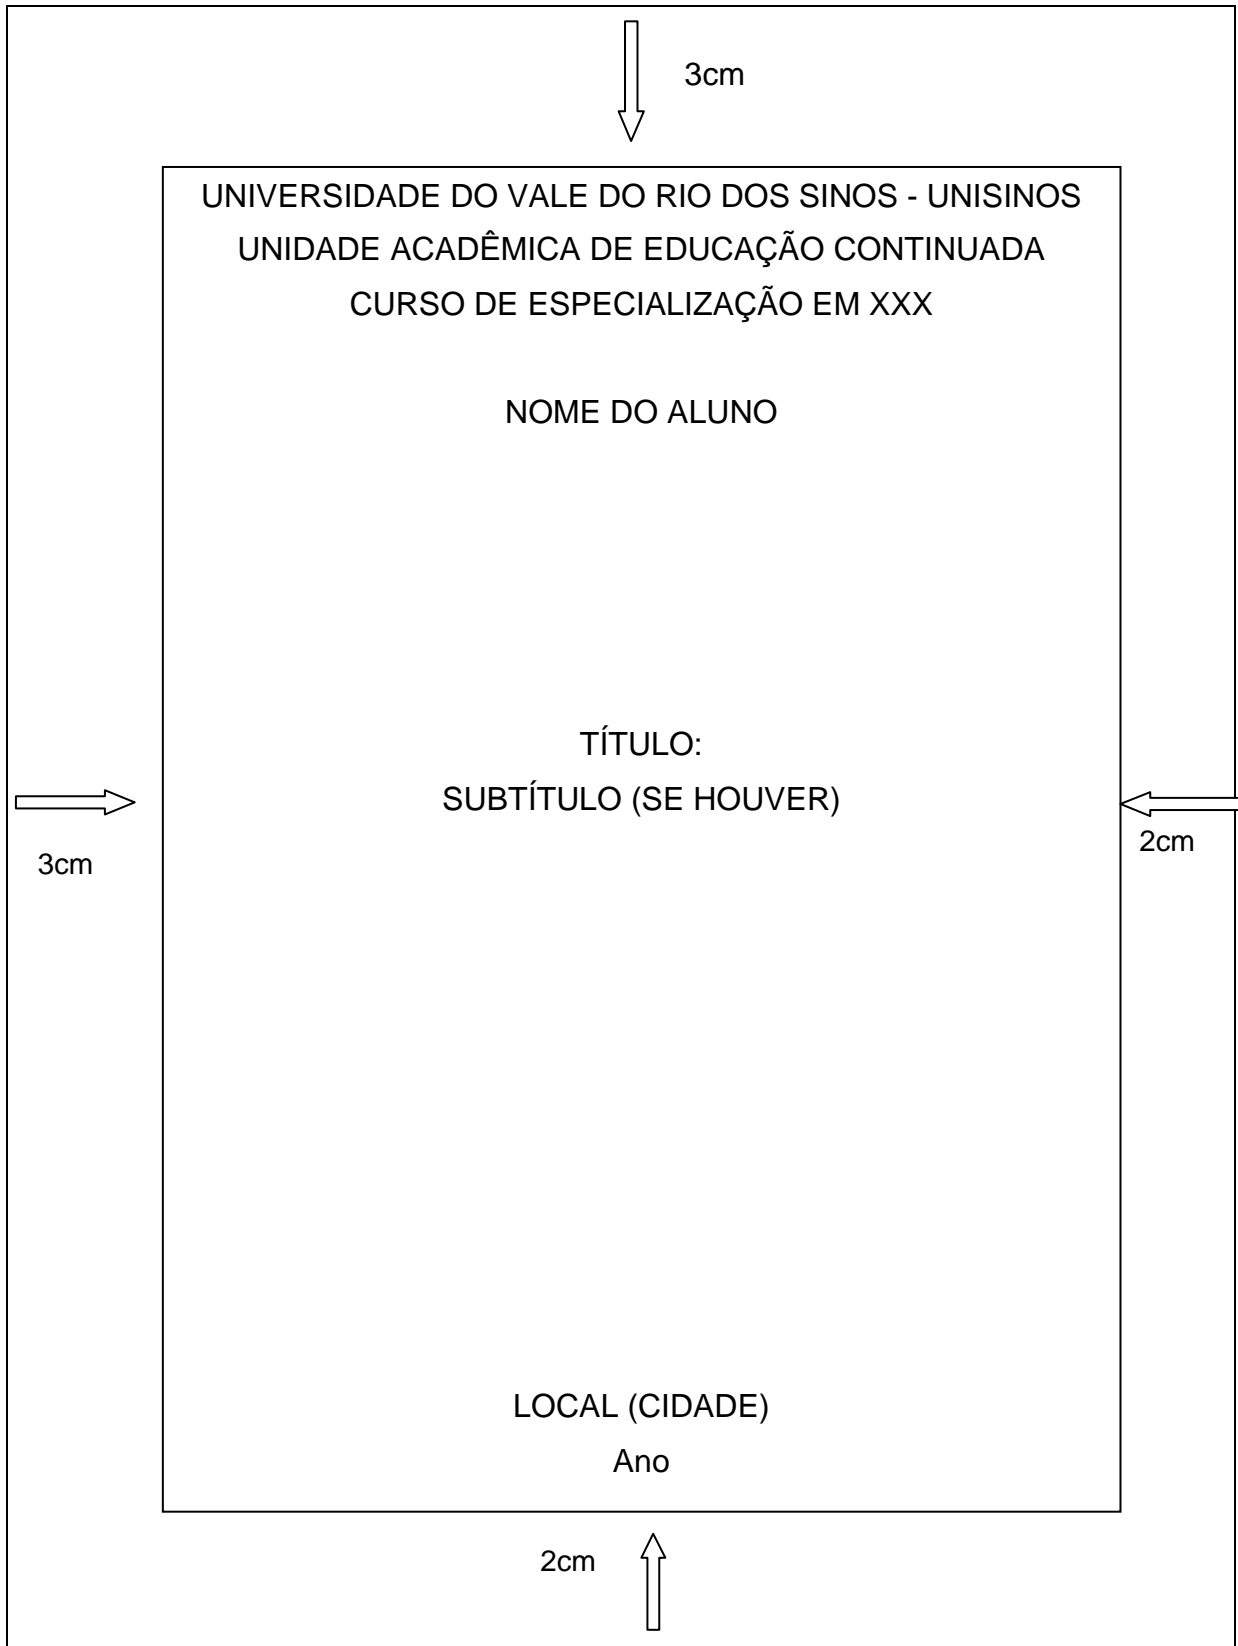 3cm
UNIVERSIDADE DO VALE DO RIO DOS SINOS - UNISINOS
UNIDADE ACADÊMICA DE EDUCAÇÃO CONTINUADA
CURSO DE ESPECIALIZAÇÃO EM XXX
NOME DO ALUNO
TÍTULO:
SUBTÍTULO (SE HOUVER)
3cm
2cm
LOCAL (CIDADE)
Ano
2cm